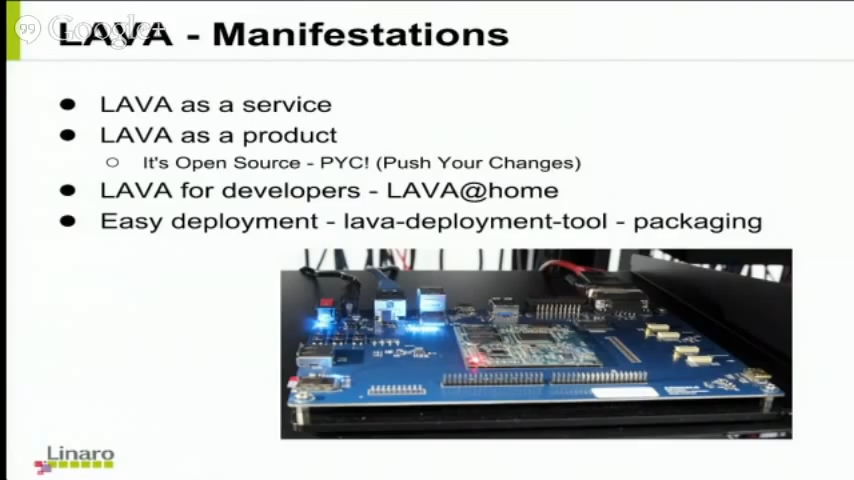 LAVA - Manifestations
Google+
LAVA as a service
LAVA as a product
It's Open Source - PYC! (Push Your Changes)
LAVA for developers - LAVA@home
Easy deployment - lava-deployment-tool - packaging
Linaro